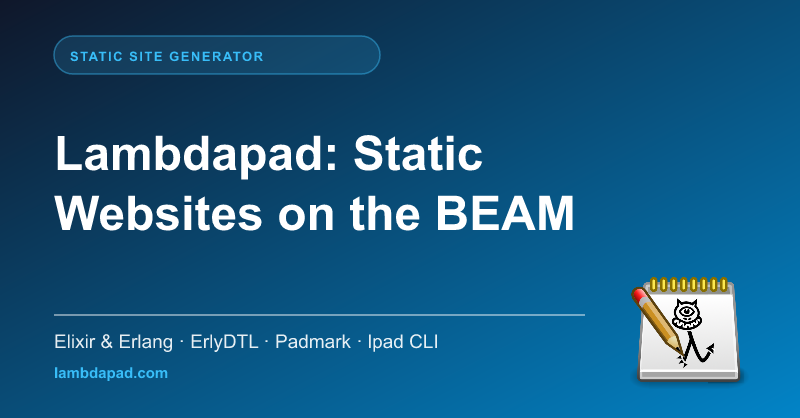 STATIC SITE GENERATOR
Lambdapad: Static
Websites on the BEAM
Elixir & Erlang · ErlyDTL · Padmark · lpad CLI
lambdapad.com